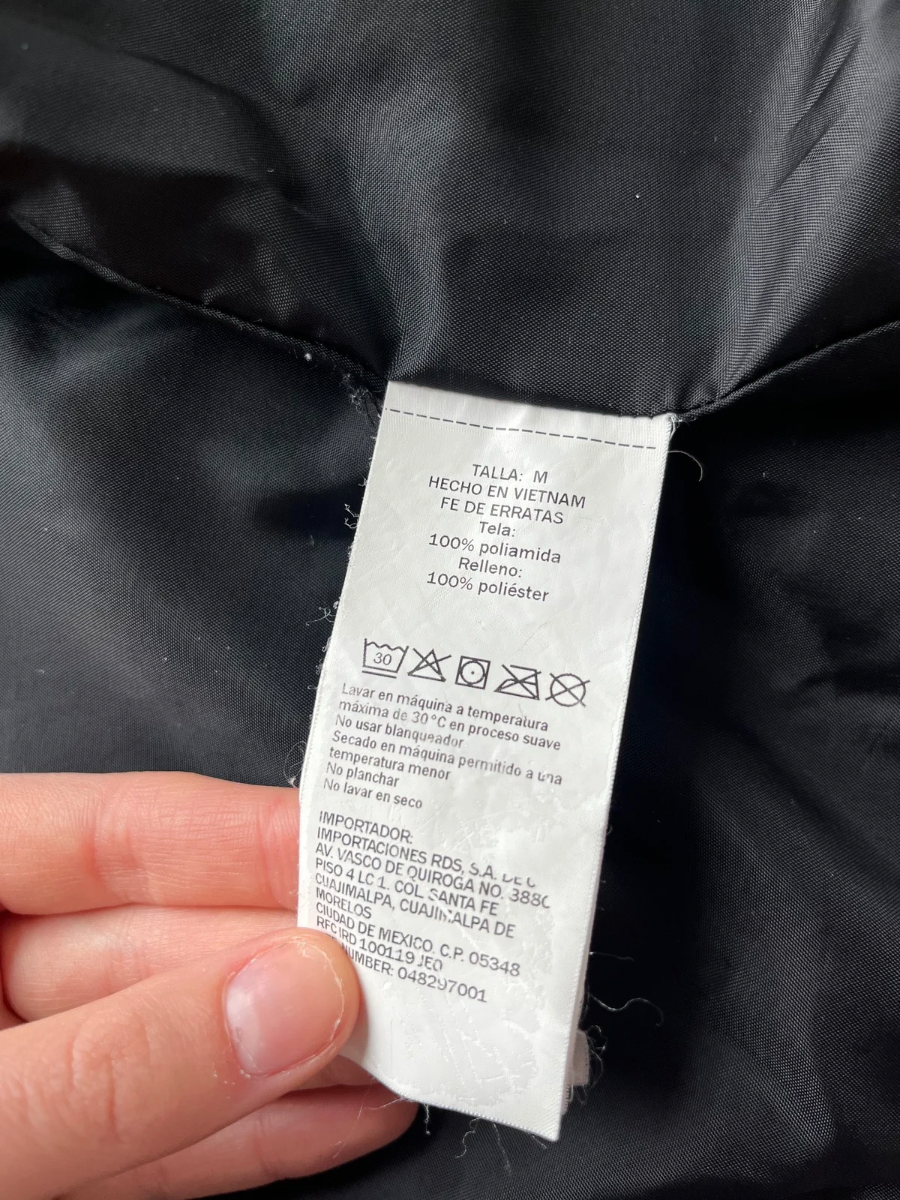 TALLA: M
HECHO EN VIETNAM
FE DE ERRATAS
Tela:
100% poliamida
Relleno:
100% poliéster
30
Lavar en máquina a temperatura
máxima de 30°C en proceso suave
No usar blanqueador
Secado en máquina permitido a una
temperatura menor
No planchar
No lavar en seco
IMPORTADOR:
IMPORTACIONES RDS, S.A. DE C
AV. VASCO DE QUIROGA NO. 3880
PISO 4 LC 1. COL. SANTA FE
CUAJIMALPA, CUAJIMALPA DE
MORELOS
CIUDAD DE MEXICO. C.P. 05348
RFC IRD 100119 JEO
NUMBER: 048297001